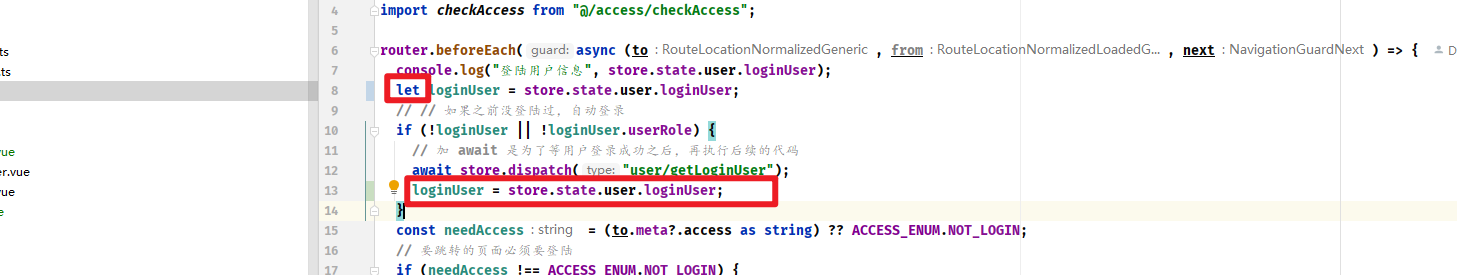 4 import checkAccess from "@/access/checkAccess";
5
ts
6 router.beforeEach( guard: async (to : RouteLocationNormalizedGeneric , from : RouteLocationNormalizedLoadedG... , next : NavigationGuardNext ) => { D
ts
7 console.log("登陆用户信息", store.state.user.loginUser);
8 let loginUser = store.state.user.loginUser;
9 // // 如果之前没登陆过，自动登录
10 if (!loginUser || !loginUser.userRole) {
vue
11 // 加 await 是为了等用户登录成功之后，再执行后续的代码
er.vue
12 await store.dispatch( type: "user/getLoginUser");
vue
13 loginUser = store.state.user.loginUser;
e
14 }
15 const needAccess : string = (to.meta?.access as string) ?? ACCESS_ENUM.NOT_LOGIN;
16 // 要跳转的页面必须要登陆
17 if (needAccess !== ACCESS_ENUM.NOT_LOGIN) {